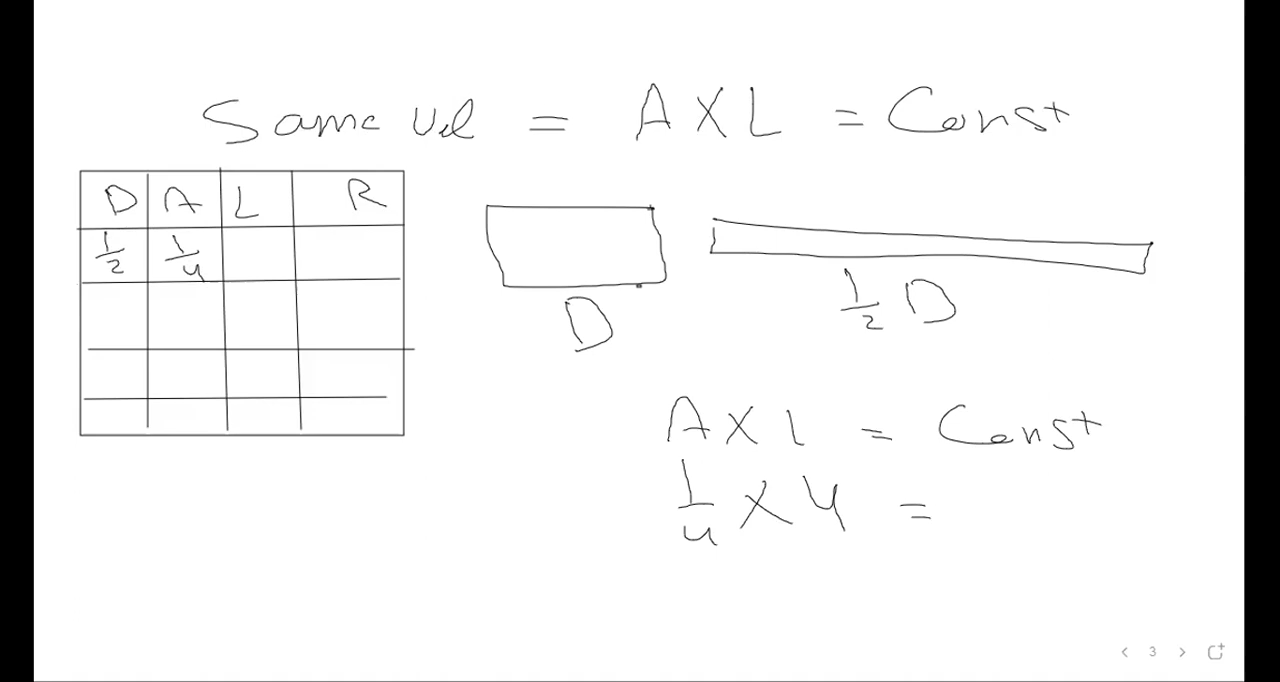 Same vol = A X L = Const
D A L R
1/2 1/4
D
1/2 D
A X L = Const
1/4 X 4 =
< 3 >